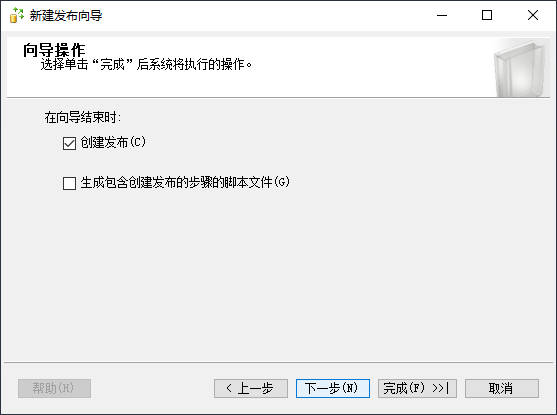 新建发布向导
向导操作
选择单击“完成”后系统将执行的操作。
在向导结束时:
创建发布(C)
生成包含创建发布的步骤的脚本文件(G)
帮助(H)
< 上一步
下一步(N)
完成(F) >>|
取消